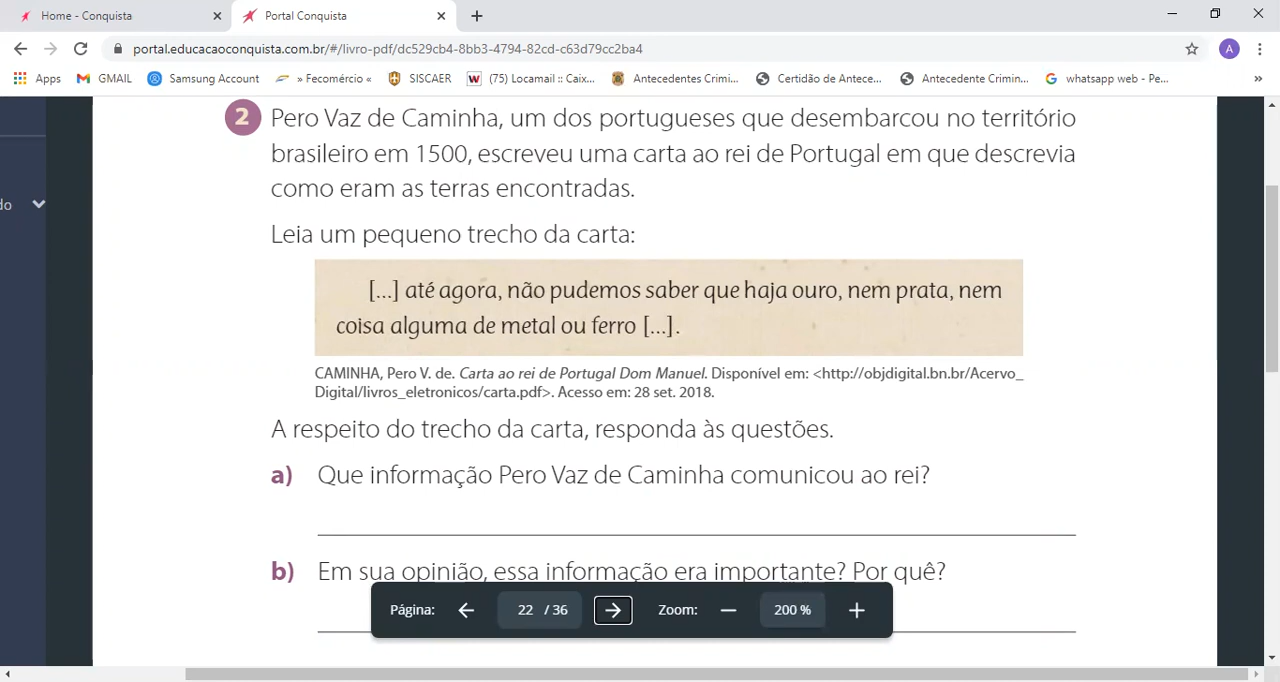 Home - Conquista
Portal Conquista
portal.educacaoconquista.com.br/#/livro-pdf/dc529cb4-8bb3-4794-82cd-c63d79cc2ba4
A
Apps GMAIL Samsung Account » Fecomércio « SISCAER (75) Locamail :: Caix... Antecedentes Crimi... Certidão de Antece... Antecedente Crimin... whatsapp web - Pe... »
do
2 Pero Vaz de Caminha, um dos portugueses que desembarcou no território
brasileiro em 1500, escreveu uma carta ao rei de Portugal em que descrevia
como eram as terras encontradas.
Leia um pequeno trecho da carta:
[...] até agora, não pudemos saber que haja ouro, nem prata, nem
coisa alguma de metal ou ferro [...].
CAMINHA, Pero V. de. Carta ao rei de Portugal Dom Manuel. Disponível em: <http://objdigital.bn.br/Acervo_
Digital/livros_eletronicos/carta.pdf>. Acesso em: 28 set. 2018.
A respeito do trecho da carta, responda às questões.
a) Que informação Pero Vaz de Caminha comunicou ao rei?
b) Em sua opinião, essa informação era importante? Por quê?
Página: 22 / 36 Zoom: 200 %